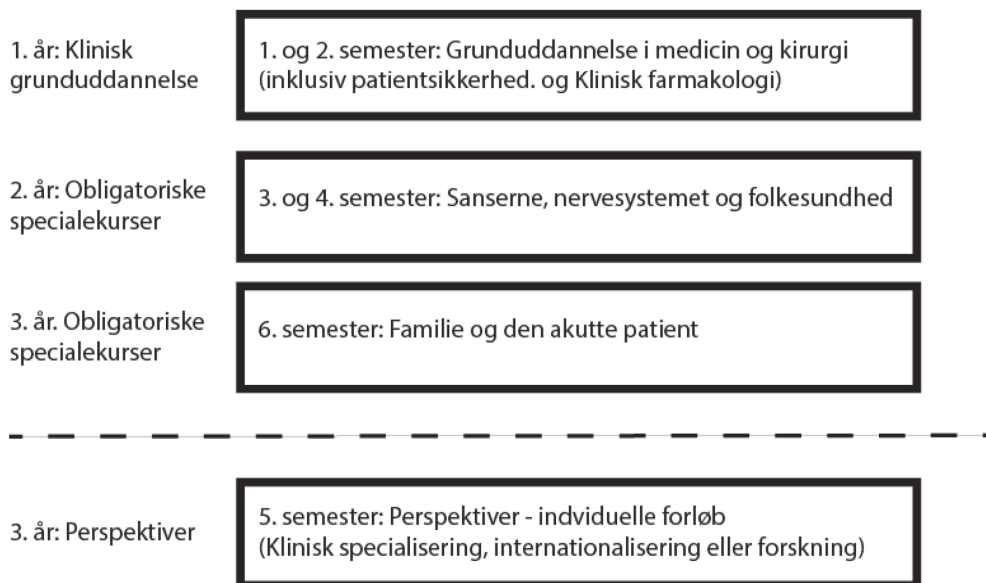 1. år: Klinisk
grunduddannelse
1. og 2. semester: Grunduddannelse i medicin og kirurgi
(inklusiv patientsikkerhed. og Klinisk farmakologi)
2. år: Obligatoriske
specialekurser
3. og 4. semester: Sanserne, nervesystemet og folkesundhed
3. år. Obligatoriske
specialekurser
6. semester: Familie og den akutte patient
3. år: Perspektiver
5. semester: Perspektiver - indviduelle forløb
(Klinisk specialisering, internationalisering eller forskning)